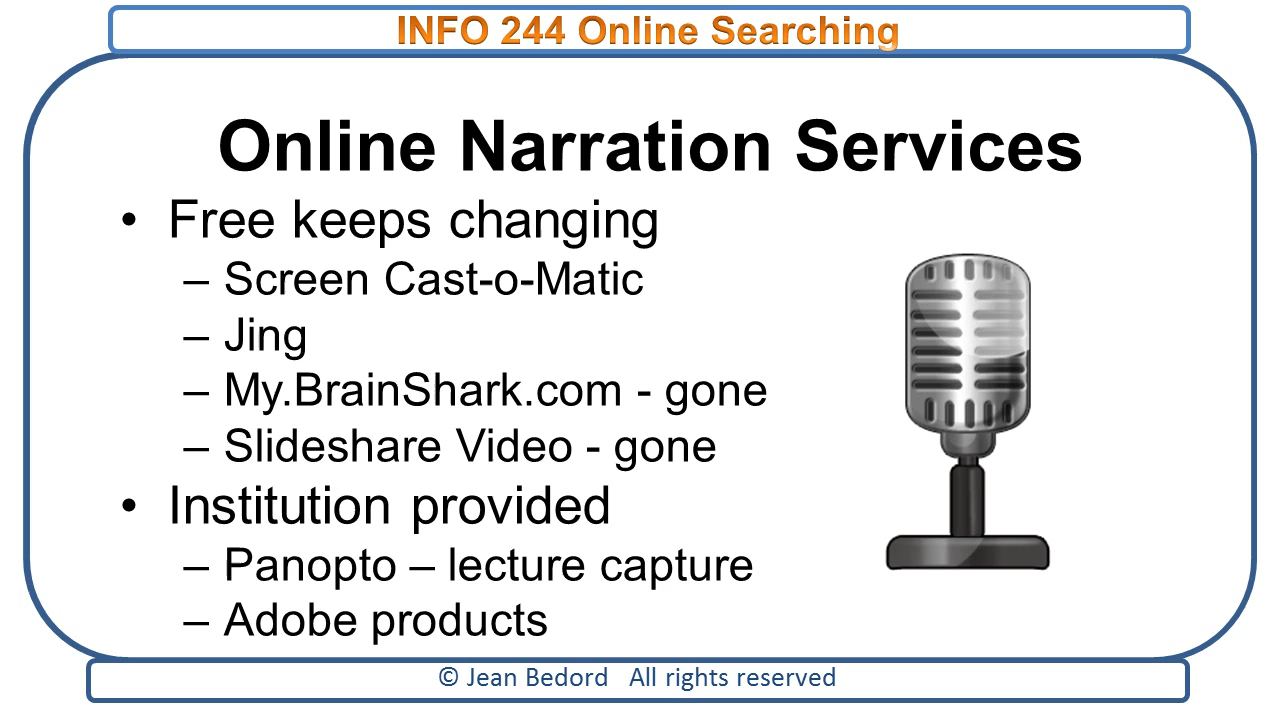 INFO 244 Online Searching
Online Narration Services
• Free keeps changing
– Screen Cast-o-Matic
– Jing
– My.BrainShark.com - gone
– Slideshare Video - gone
• Institution provided
– Panopto – lecture capture
– Adobe products
© Jean Bedord All rights reserved